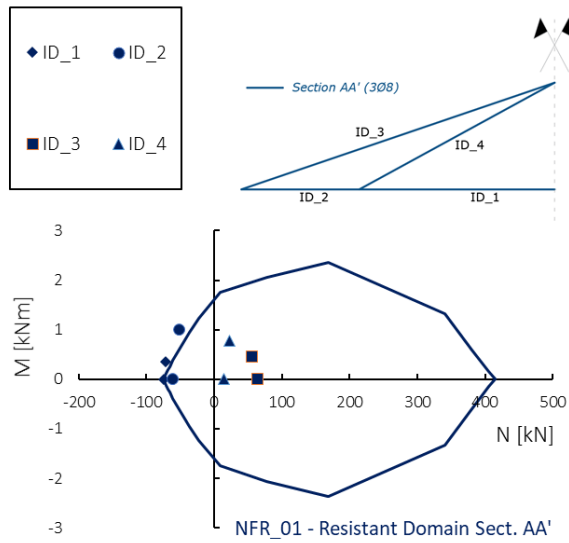 ID_1
ID_2
ID_3
ID_4
Section AA' (3Ø8)
ID_3
ID_4
ID_2
ID_1
3
2
1
0
-1
-2
-3
M [kNm]
-200
-100
0
100
200
300
400
500
N [kN]
NFR_01 - Resistant Domain Sect. AA'